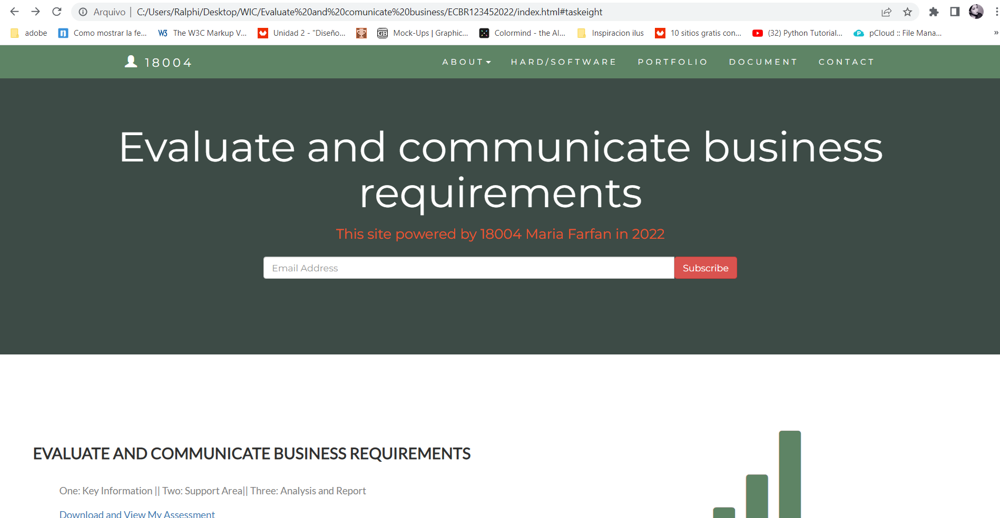 Arquivo | C:/Users/Ralphi/Desktop/WIC/Evaluate%20and%20comunicate%20business/ECBR123452022/index.html#taskeight
adobe Como mostrar la fe... The W3C Markup V... Unidad 2 - "Diseño... Mock-Ups | Graphic... Colormind - the AI... Inspiracion ilus 10 sitios gratis con... (32) Python Tutorial... pCloud :: File Mana... »
18004 ABOUT HARD/SOFTWARE PORTFOLIO DOCUMENT CONTACT
Evaluate and communicate business
requirements
This site powered by 18004 Maria Farfan in 2022
Email Address Subscribe
EVALUATE AND COMMUNICATE BUSINESS REQUIREMENTS
One: Key Information || Two: Support Area|| Three: Analysis and Report
Download and View My Assessment